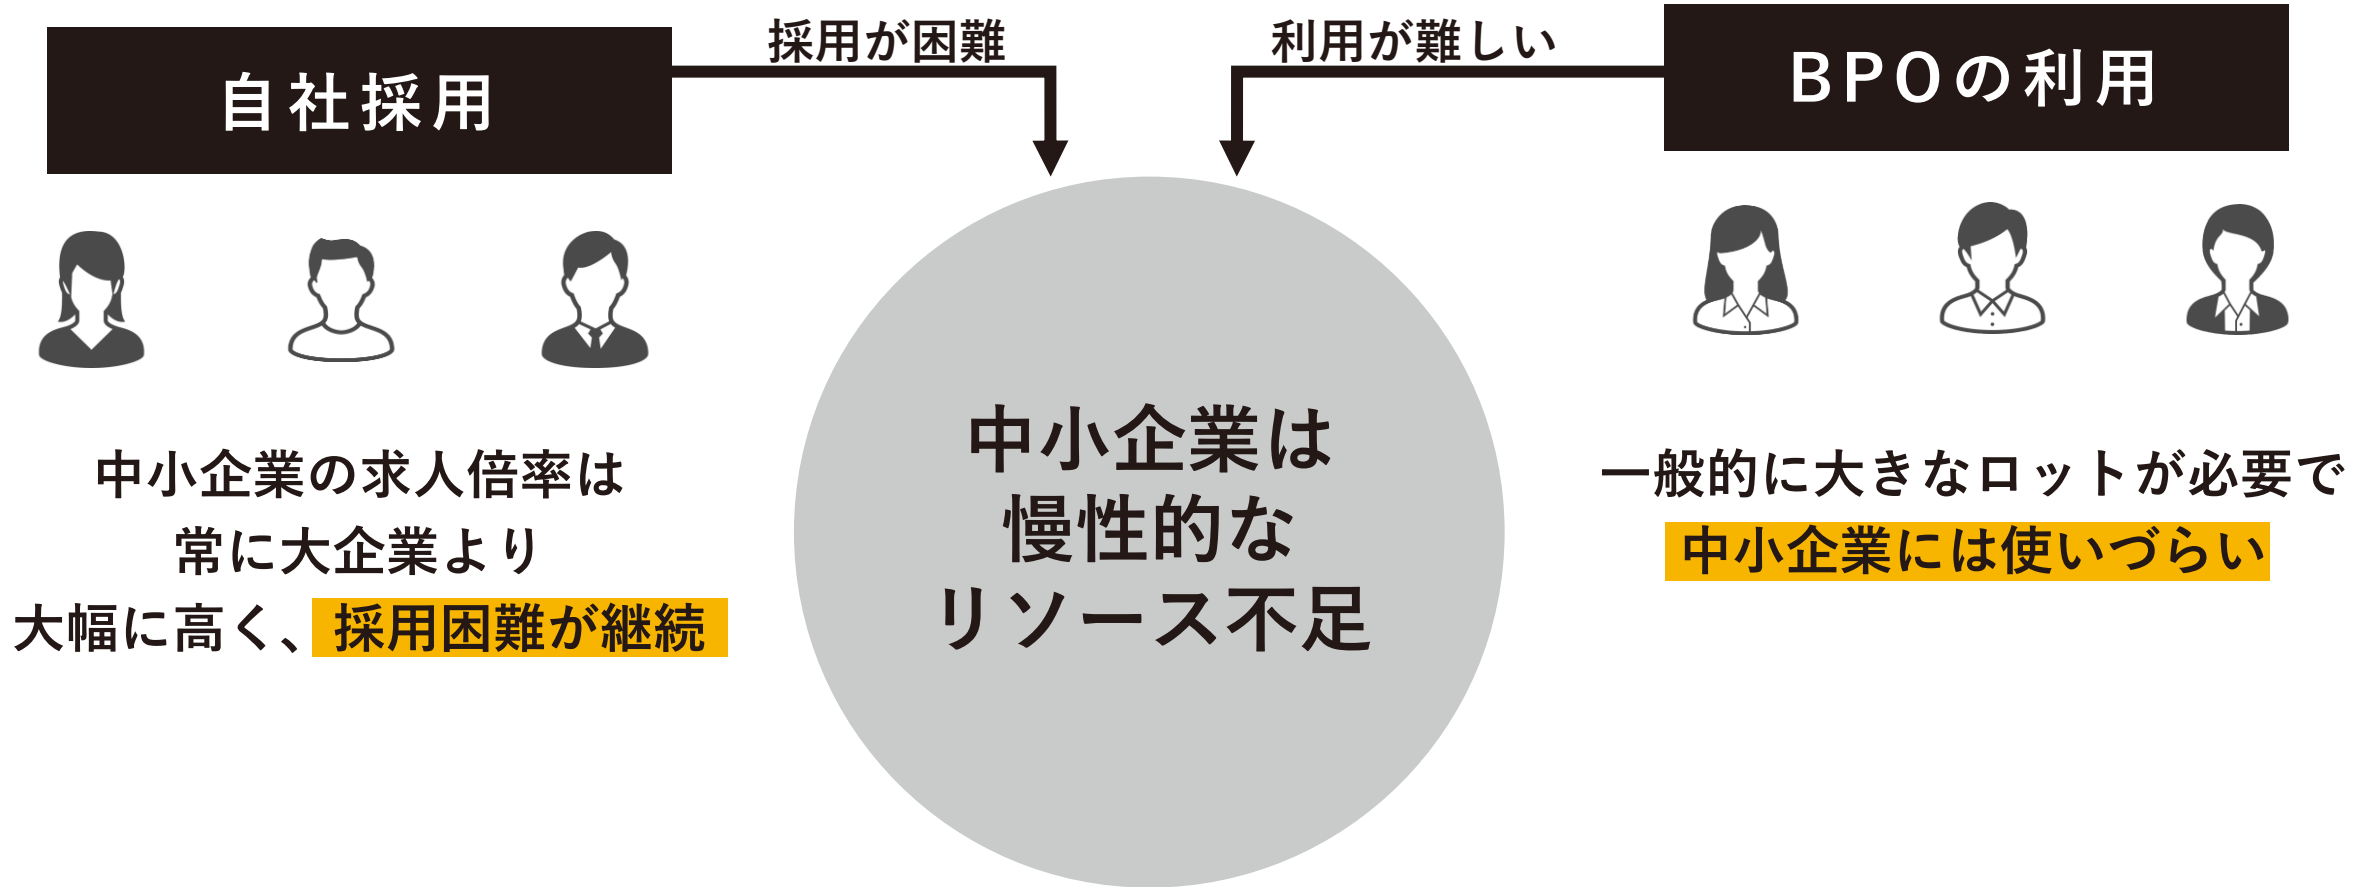 自社採用
採用が困難
利用が難しい
BPOの利用
中小企業の求人倍率は
常に大企業より
大幅に高く、採用困難が継続
中小企業は
慢性的な
リソース不足
一般的に大きなロットが必要で
中小企業には使いづらい